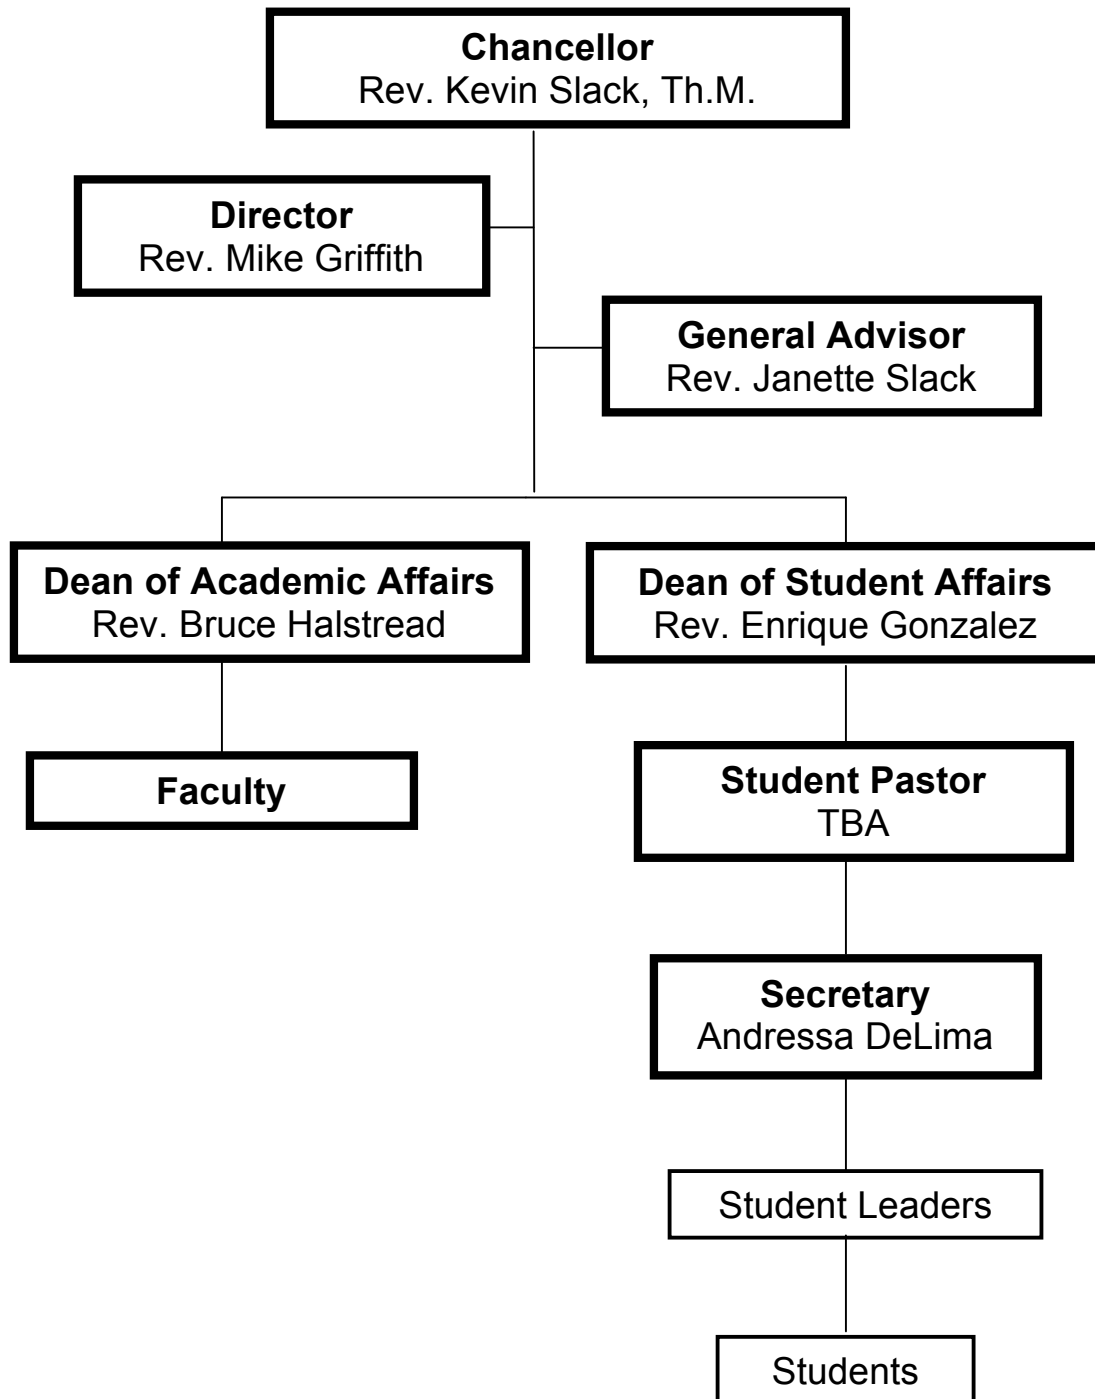 Chancellor
Rev. Kevin Slack, Th.M.
Director
Rev. Mike Griffith
General Advisor
Rev. Janette Slack
Dean of Academic Affairs
Rev. Bruce Halstread
Dean of Student Affairs
Rev. Enrique Gonzalez
Faculty
Student Pastor
TBA
Secretary
Andressa DeLima
Student Leaders
Students